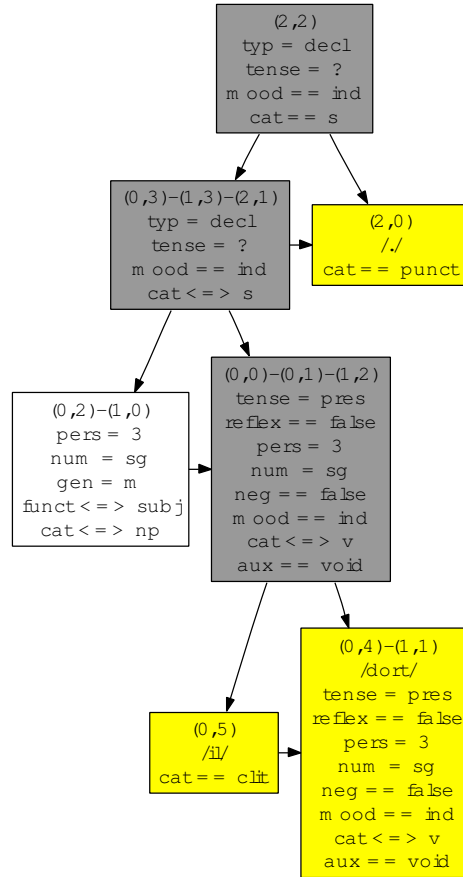 (2,2)
typ = decl
tense = ?
mood == ind
cat == s
(0,3)-(1,3)-(2,1)
typ = decl
tense = ?
mood == ind
cat <=> s
(2,0)
/./
cat == punct
(0,2)-(1,0)
pers = 3
num = sg
gen = m
funct <=> subj
cat <=> np
(0,0)-(0,1)-(1,2)
tense = pres
reflex == false
pers = 3
num = sg
neg == false
mood == ind
cat <=> v
aux == void
(0,5)
/il/
cat == clit
(0,4)-(1,1)
/dort/
tense = pres
reflex == false
pers = 3
num = sg
neg == false
mood == ind
cat <=> v
aux == void